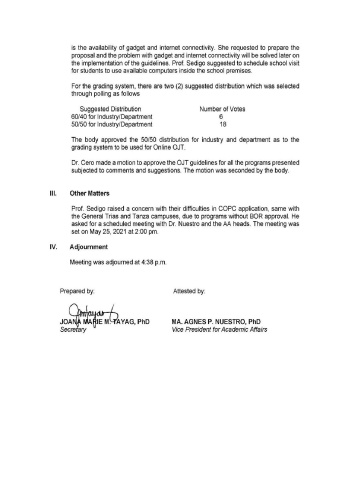 is the availability of gadget and internet connectivity. She requested to prepare the
proposal and the problem with gadget and internet connectivity will be solved later on
the implementation of the guidelines. Prof. Sedigo suggested to schedule school visit
for students to use available computers inside the school premises.
For the grading system, there are two (2) suggested distribution which was selected
through polling as follows
Suggested Distribution Number of Votes
60/40 for Industry/Department 6
50/50 for Industry/Department 18
The body approved the 50/50 distribution for industry and department as to the
grading system to be used for Online OJT.
Dr. Cero made a motion to approve the OJT guidelines for all the programs presented
subjected to comments and suggestions. The motion was seconded by the body.
III. Other Matters
Prof. Sedigo raised a concern with their difficulties in COPC application, same with
the General Trias and Tanza campuses, due to programs without BOR approval. He
asked for a scheduled meeting with Dr. Nuestro and the AA heads. The meeting was
set on May 25, 2021 at 2:00 pm.
IV. Adjournment
Meeting was adjourned at 4:38 p.m.
Prepared by: Attested by:
JOANA MARIE M. TAYAG, PhD MA. AGNES P. NUESTRO, PhD
Secretary Vice President for Academic Affairs